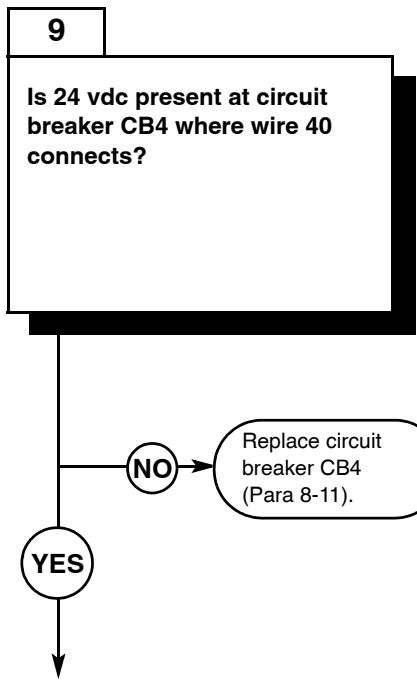 9
Is 24 vdc present at circuit
breaker CB4 where wire 40
connects?
Replace circuit
breaker CB4
(Para 8-11).
NO
YES